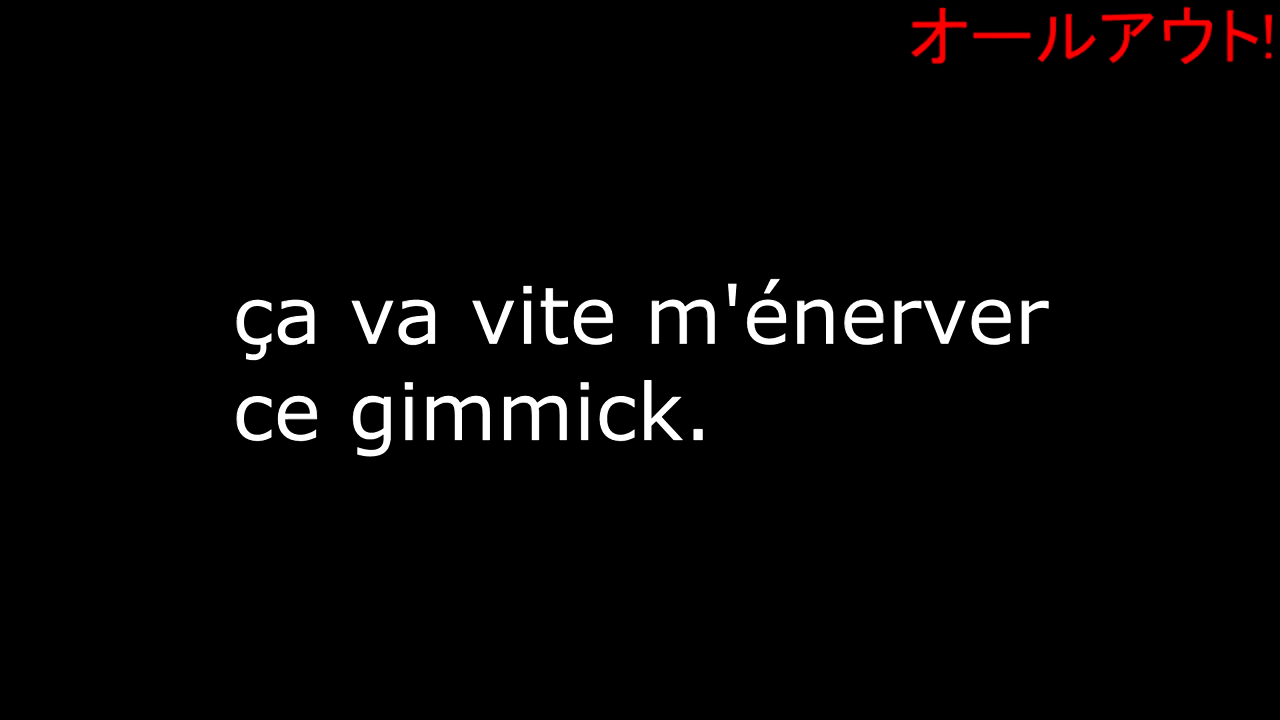 オールアウト!
ça va vite m'énerver
ce gimmick.